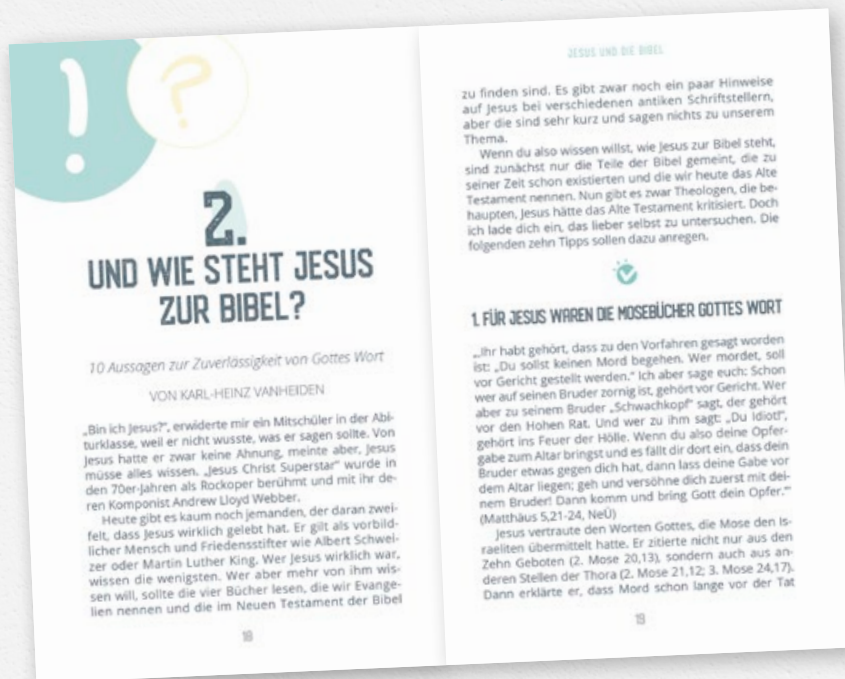 !
?
2.
UND WIE STEHT JESUS
ZUR BIBEL?
10 Aussagen zur Zuverlässigkeit von Gottes Wort
VON KARL-HEINZ VANHEIDEN
„Bin ich Jesus?“, erwiderte mir ein Mitschüler in der Abi-
turklasse, weil er nicht wusste, was er sagen sollte. Von
Jesus hatte er zwar keine Ahnung, meinte aber, Jesus
müsse alles wissen. „Jesus Christ Superstar“ wurde in
den 70er-Jahren als Rockoper berühmt und mit ihr de-
ren Komponist Andrew Lloyd Webber.
Heute gibt es kaum noch jemanden, der daran zwei-
felt, dass Jesus wirklich gelebt hat. Er gilt als vorbild-
licher Mensch und Friedensstifter wie Albert Schwei-
zer oder Martin Luther King. Wer Jesus wirklich war,
wissen die wenigsten. Wer aber mehr von ihm wis-
sen will, sollte die vier Bücher lesen, die wir Evange-
lien nennen und die im Neuen Testament der Bibel
18
JESUS UND DIE BIBEL
zu finden sind. Es gibt zwar noch ein paar Hinweise
auf Jesus bei verschiedenen antiken Schriftstellern,
aber die sind sehr kurz und sagen nichts zu unserem
Thema.
Wenn du also wissen willst, wie Jesus zur Bibel steht,
sind zunächst nur die Teile der Bibel gemeint, die zu
seiner Zeit schon existierten und die wir heute das Alte
Testament nennen. Nun gibt es zwar Theologen, die be-
haupten, Jesus hätte das Alte Testament kritisiert. Doch
ich lade dich ein, das lieber selbst zu untersuchen. Die
folgenden zehn Tipps sollen dazu anregen.
1. FÜR JESUS WAREN DIE MOSEBÜCHER GOTTES WORT
„Ihr habt gehört, dass zu den Vorfahren gesagt worden
ist: „Du sollst keinen Mord begehen. Wer mordet, soll
vor Gericht gestellt werden.“ Ich aber sage euch: Schon
wer auf seinen Bruder zornig ist, gehört vor Gericht. Wer
aber zu seinem Bruder „Schwachkopf“ sagt, der gehört
vor den Hohen Rat. Und wer zu ihm sagt: „Du Idiot!“,
gehört ins Feuer der Hölle. Wenn du also deine Opfer-
gabe zum Altar bringst und es fällt dir dort ein, dass dein
Bruder etwas gegen dich hat, dann lass deine Gabe vor
dem Altar liegen; geh und versöhne dich zuerst mit dei-
nem Bruder! Dann komm und bring Gott dein Opfer.“
(Matthäus 5,21-24, NeÜ)
Jesus vertraute den Worten Gottes, die Mose den Is-
raeliten übermittelt hatte. Er zitierte nicht nur aus den
Zehn Geboten (2. Mose 20,13), sondern auch aus an-
deren Stellen der Thora (2. Mose 21,12; 3. Mose 24,17).
Dann erklärte er, dass Mord schon lange vor der Tat
19